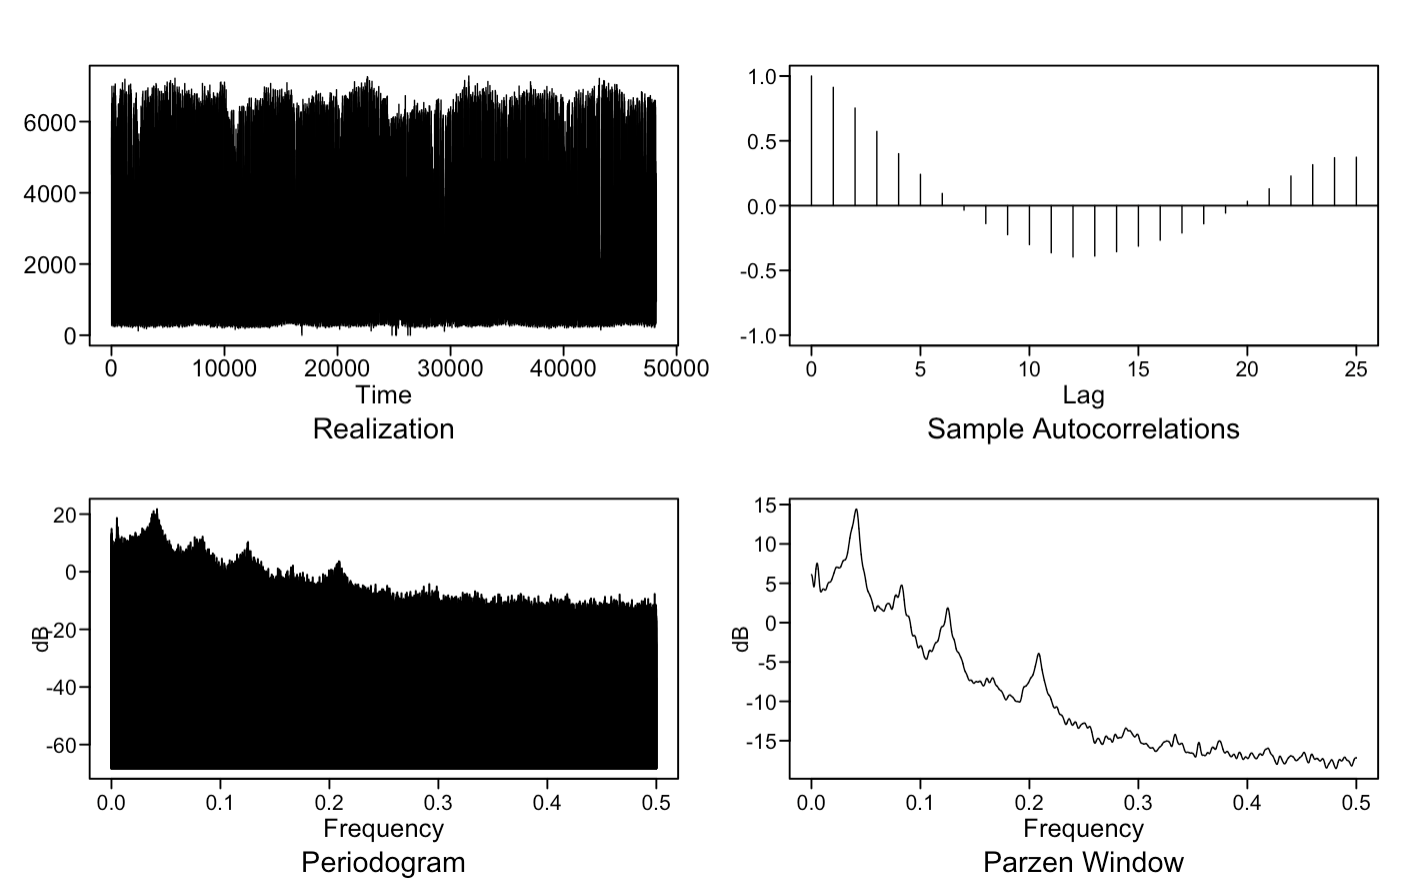 6000
4000
2000
0
0 10000 20000 30000 40000 50000
Time
Realization
1.0
0.5
0.0
-0.5
-1.0
0 5 10 15 20 25
Lag
Sample Autocorrelations
20
0
-20
-40
-60
dB
0.0 0.1 0.2 0.3 0.4 0.5
Frequency
Periodogram
15
10
5
0
-5
-10
-15
dB
0.0 0.1 0.2 0.3 0.4 0.5
Frequency
Parzen Window